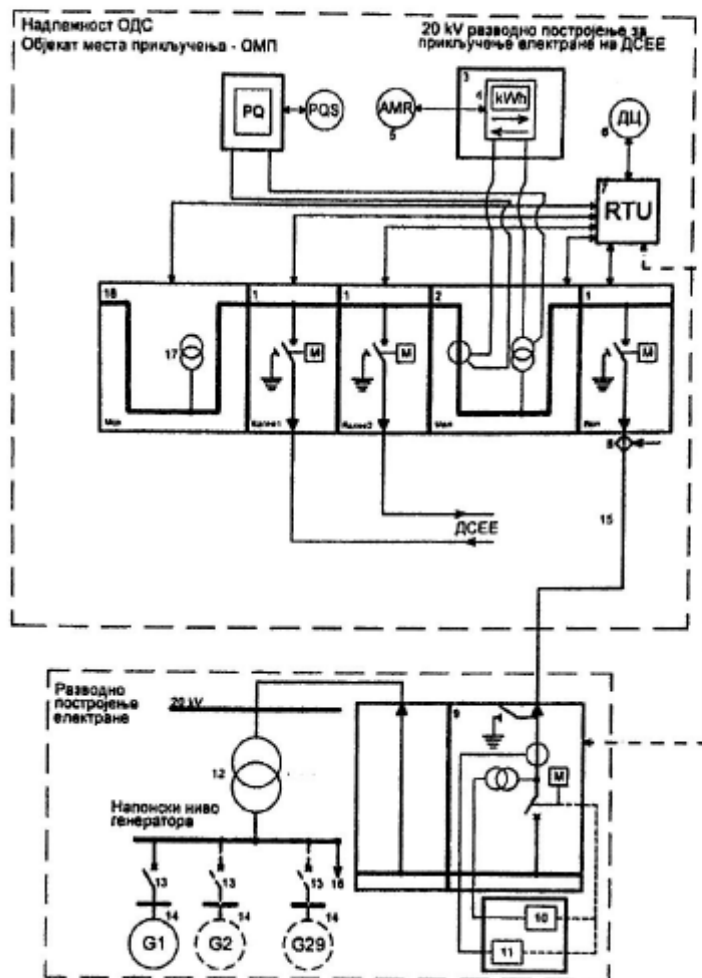 Надлежност ОДС
Објекат места прикључења - ОМП
20 kV разводно постројење за
прикључење електране на ДСЕЕ
3
PQ
PQS
AMR
5
4
kWh
ДЦ
6
7
RTU
18
1
1
2
1
17
M
M
M
Мол
Мол
8
ДСЕЕ
15
Разводно
постројење
електране
20 kV
9
12
M
Напонски ниво
генератора
13
13
13
16
14
14
14
10
11
G1
G2
G29